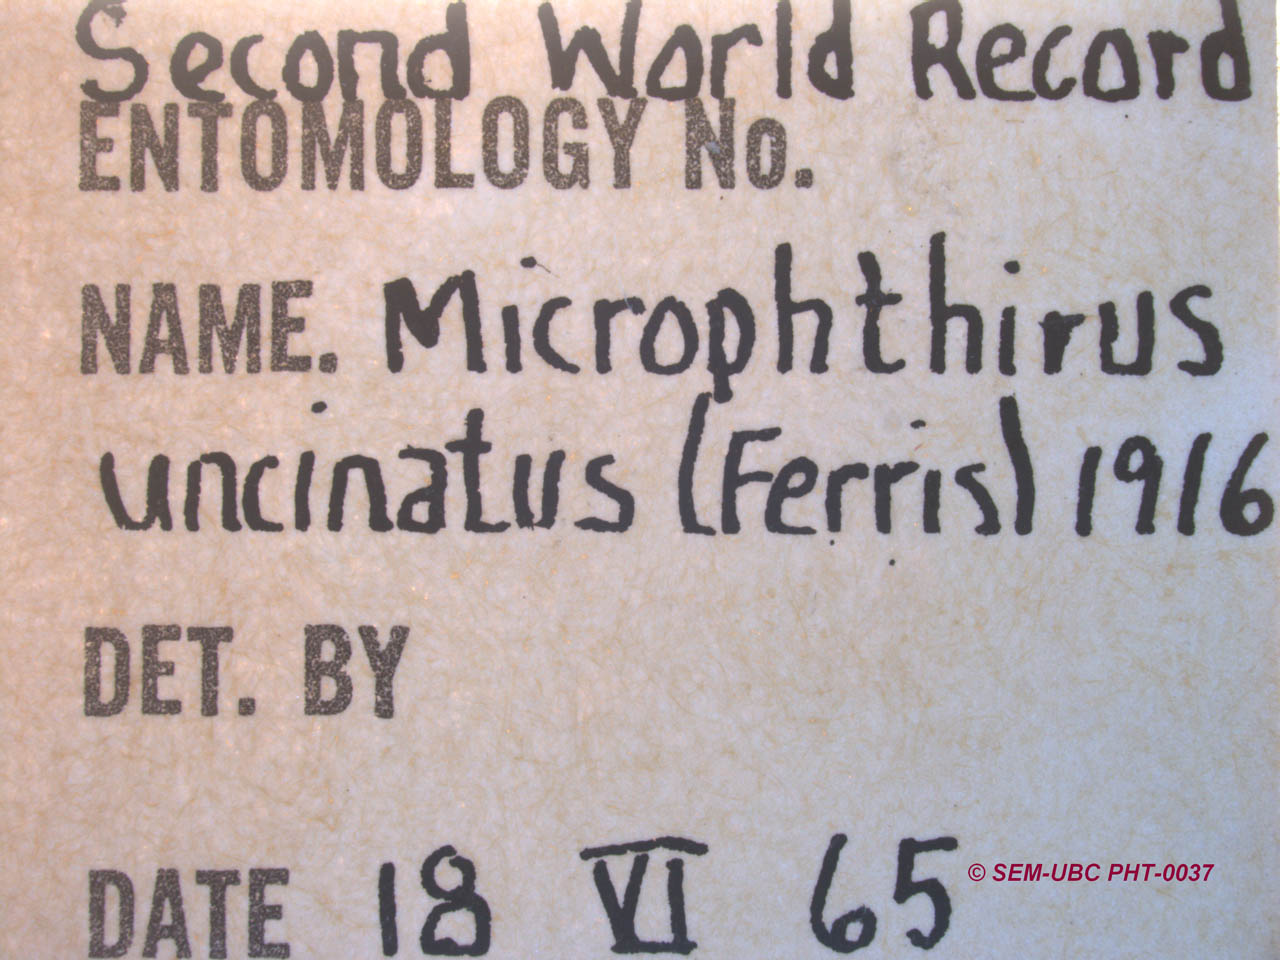 Second World Record
ENTOMOLOGY No.
NAME. Microphthirus
uncinatus (Ferris) 1916
DET. BY
DATE 18 VI 65
© SEM-UBC PHT-0037